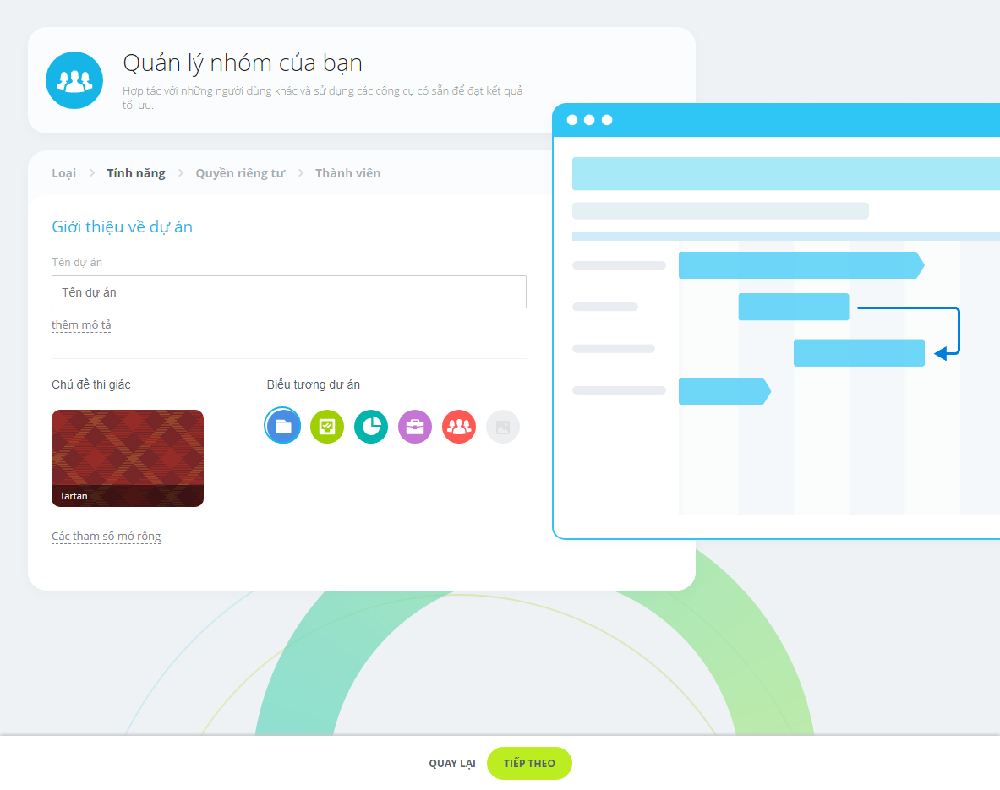 Quản lý nhóm của bạn
Hợp tác với những người dùng khác và sử dụng các công cụ có sẵn để đạt kết quả
tối ưu.
Loại > Tính năng > Quyền riêng tư > Thành viên
Giới thiệu về dự án
Tên dự án
Tên dự án
thêm mô tả
Chủ đề thị giác
Biểu tượng dự án
Tartan
Các tham số mở rộng
QUAY LẠI
TIẾP THEO